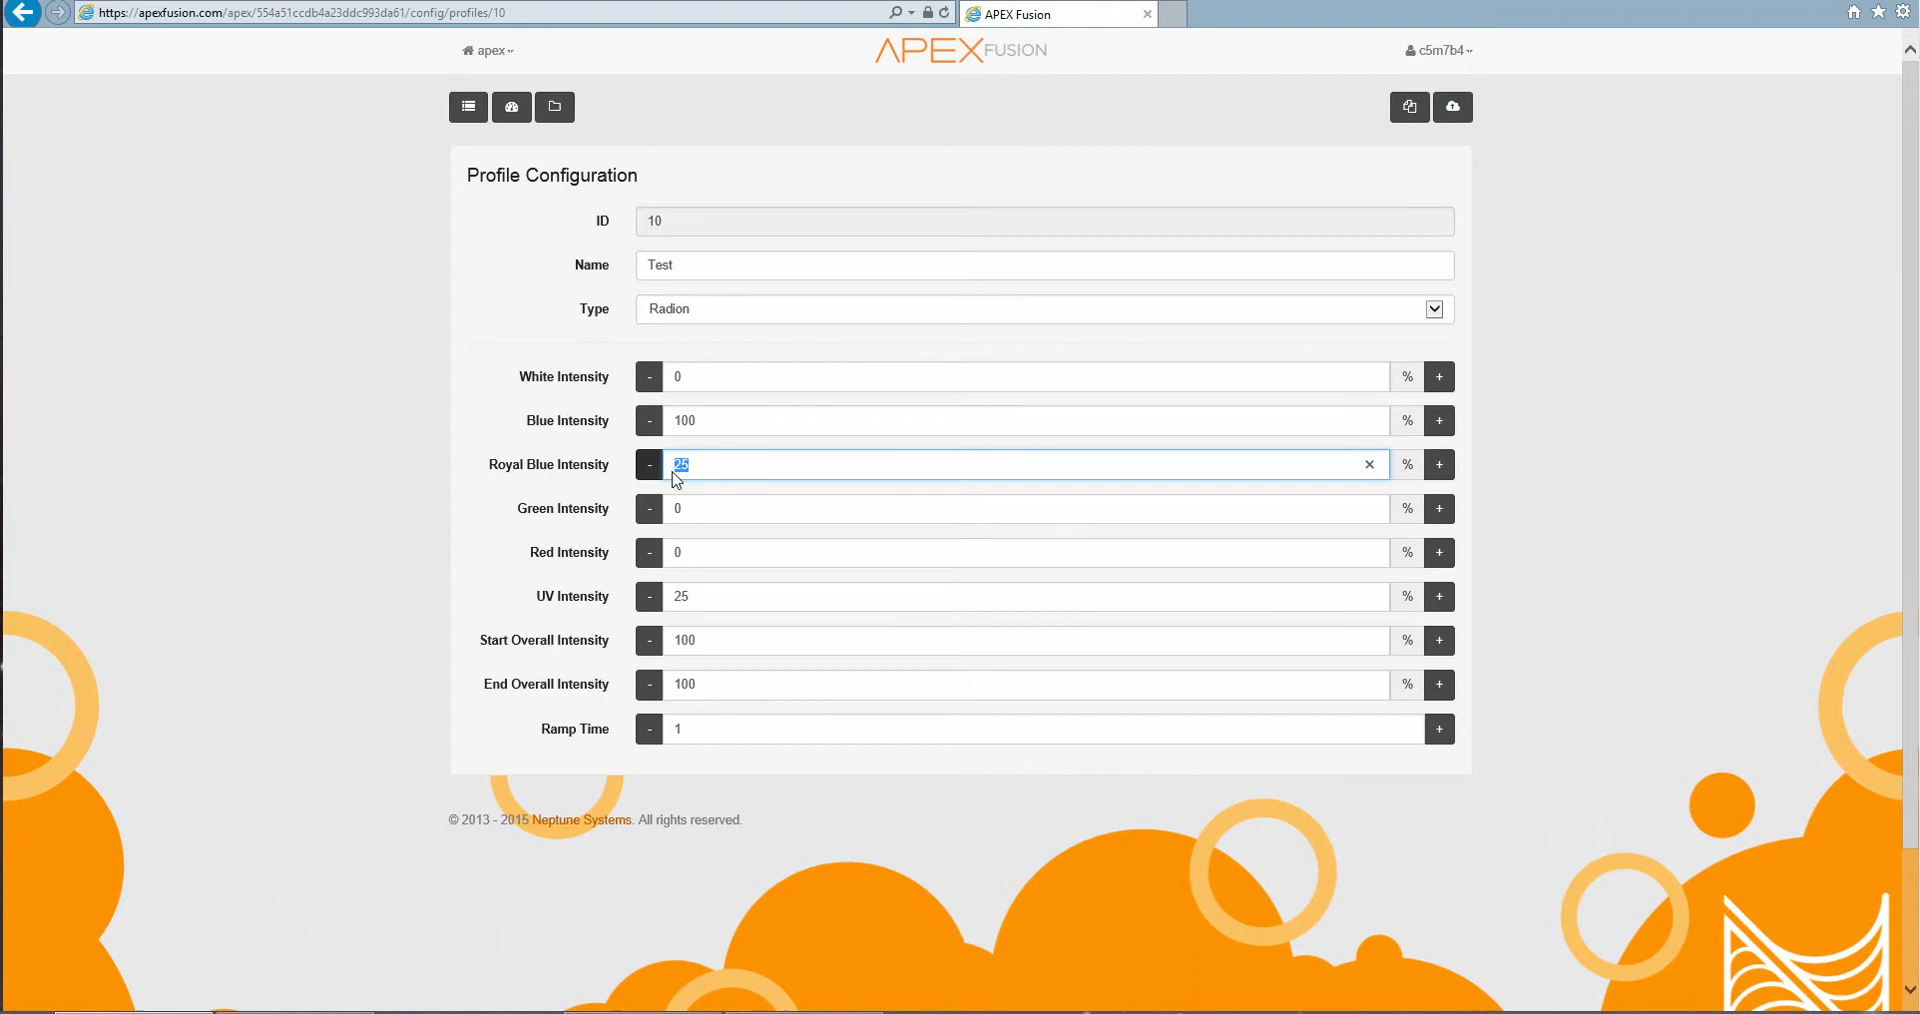 https://apexfusion.com/apex/554a51ccdb4a23ddc993da61/config/profiles/10
APEX Fusion
apex
APEX FUSION
c5m7b4
Profile Configuration
ID 10
Name Test
Type Radion
White Intensity - 0 % +
Blue Intensity - 100 % +
Royal Blue Intensity - 25 × % +
Green Intensity - 0 % +
Red Intensity - 0 % +
UV Intensity - 25 % +
Start Overall Intensity - 100 % +
End Overall Intensity - 100 % +
Ramp Time - 1 +
© 2013 - 2015 Neptune Systems. All rights reserved.